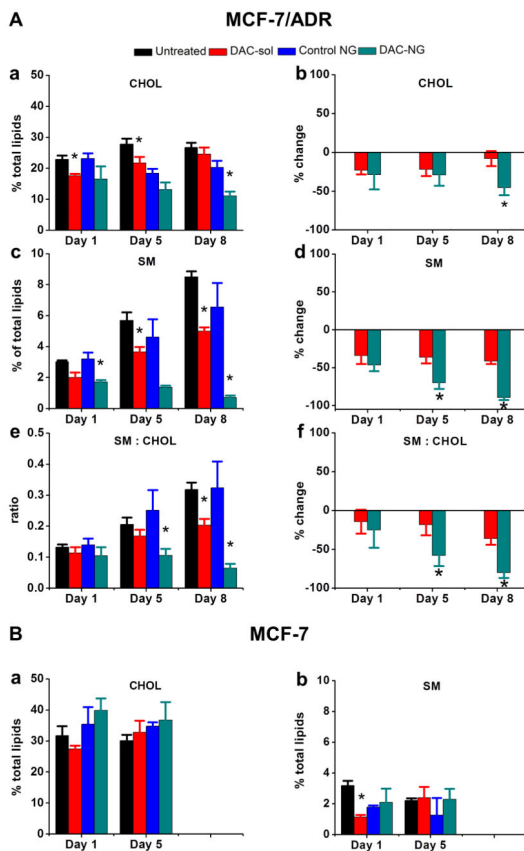 A MCF-7/ADR
Untreated DAC-sol Control NG DAC-NG
a CHOL
% total lipids
50
40
30
20
10
0
* * *
Day 1 Day 5 Day 8
b CHOL
% change
100
50
0
-50
-100
*
Day 1 Day 5 Day 8
c SM
% of total lipids
10
8
6
4
2
0
* * * *
Day 1 Day 5 Day 8
d SM
% change
100
50
0
-50
-100
* *
Day 1 Day 5 Day 8
e SM : CHOL
ratio
0.4
0.3
0.2
0.1
0.0
* * *
Day 1 Day 5 Day 8
f SM : CHOL
% change
100
50
0
-50
-100
* *
Day 1 Day 5 Day 8
B MCF-7
a CHOL
% total lipids
50
40
30
20
10
0
Day 1 Day 5
b SM
% total lipids
10
8
6
4
2
0
*
Day 1 Day 5